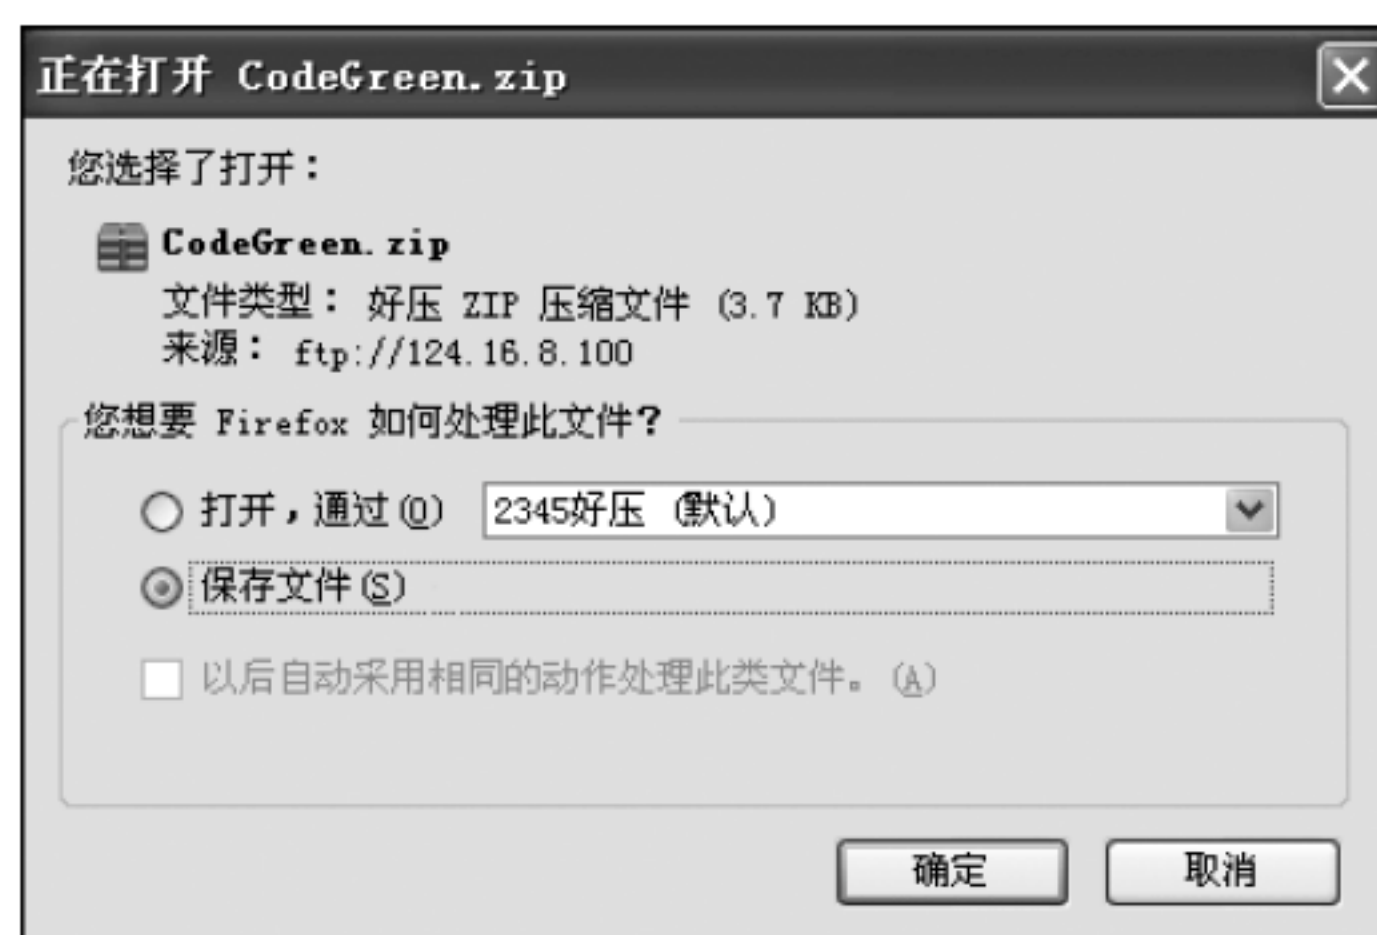 正在打开 CodeGreen.zip
您选择了打开：
CodeGreen.zip
文件类型： 好压 ZIP 压缩文件 (3.7 KB)
来源： ftp://124.16.8.100
您想要 Firefox 如何处理此文件？
打开，通过(O) 2345好压 (默认)
保存文件(S)
以后自动采用相同的动作处理此类文件。(A)
确定 取消